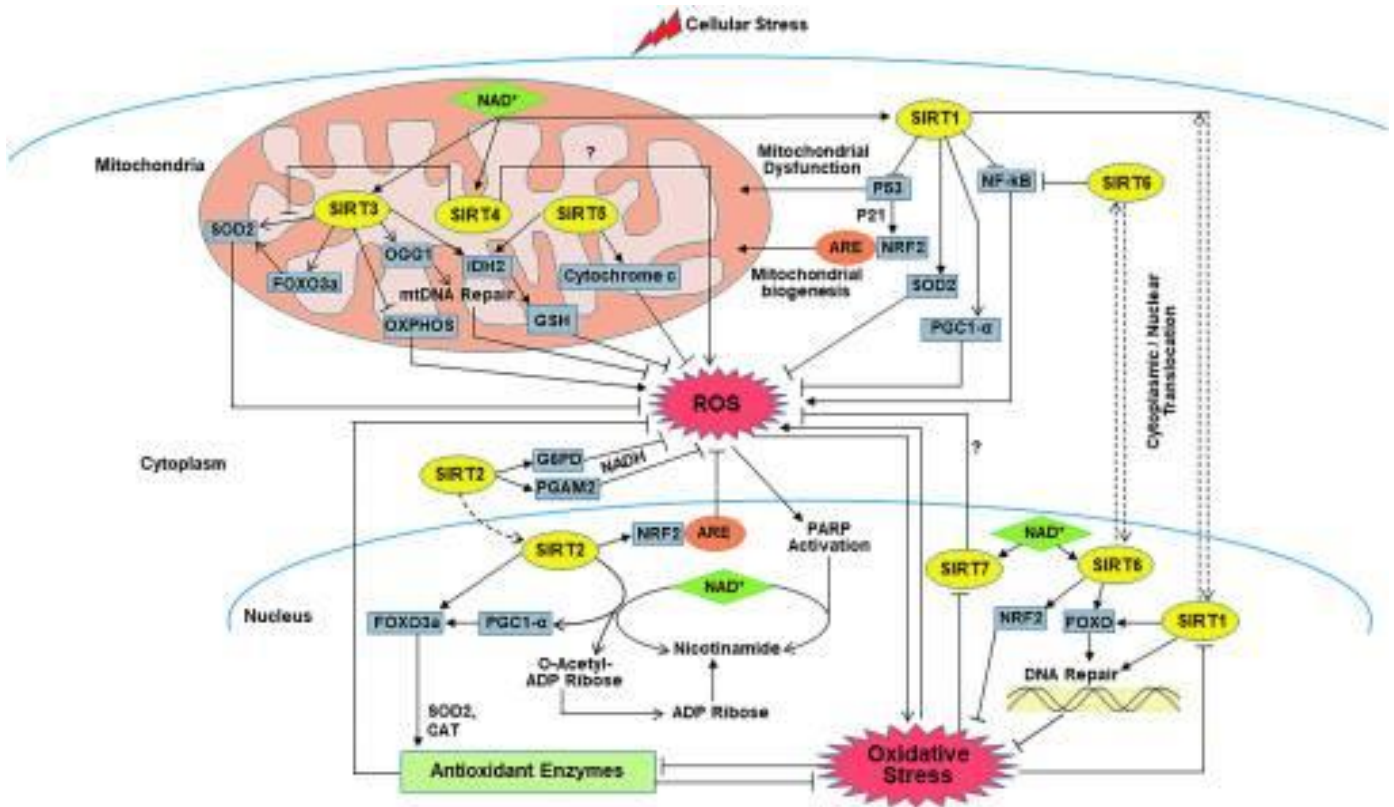 Cellular Stress
NAD+
SIRT1
Mitochondria
?
Mitochondrial
Dysfunction
P53
NF-kB
SIRT6
SIRT3
SIRT4
SIRT5
P21
SOD2
OGG1
IDH2
ARE
NRF2
FOXO3a
Cytochrome c
Mitochondrial
biogenesis
SOD2
mtDNA Repair
OXPHOS
GSH
PGC1-α
Cytoplasmic / Nuclear
Translocation
ROS
Cytoplasm
SIRT2
G6PD
NADH
PGAM2
?
SIRT2
NRF2
ARE
PARP
Activation
NAD+
SIRT7
SIRT6
NAD+
Nucleus
FOXO3a
PGC1-α
NRF2
FOXO
SIRT1
Nicotinamide
O-Acetyl-
ADP Ribose
DNA Repair
ADP Ribose
SOD2,
CAT
Oxidative
Stress
Antioxidant Enzymes